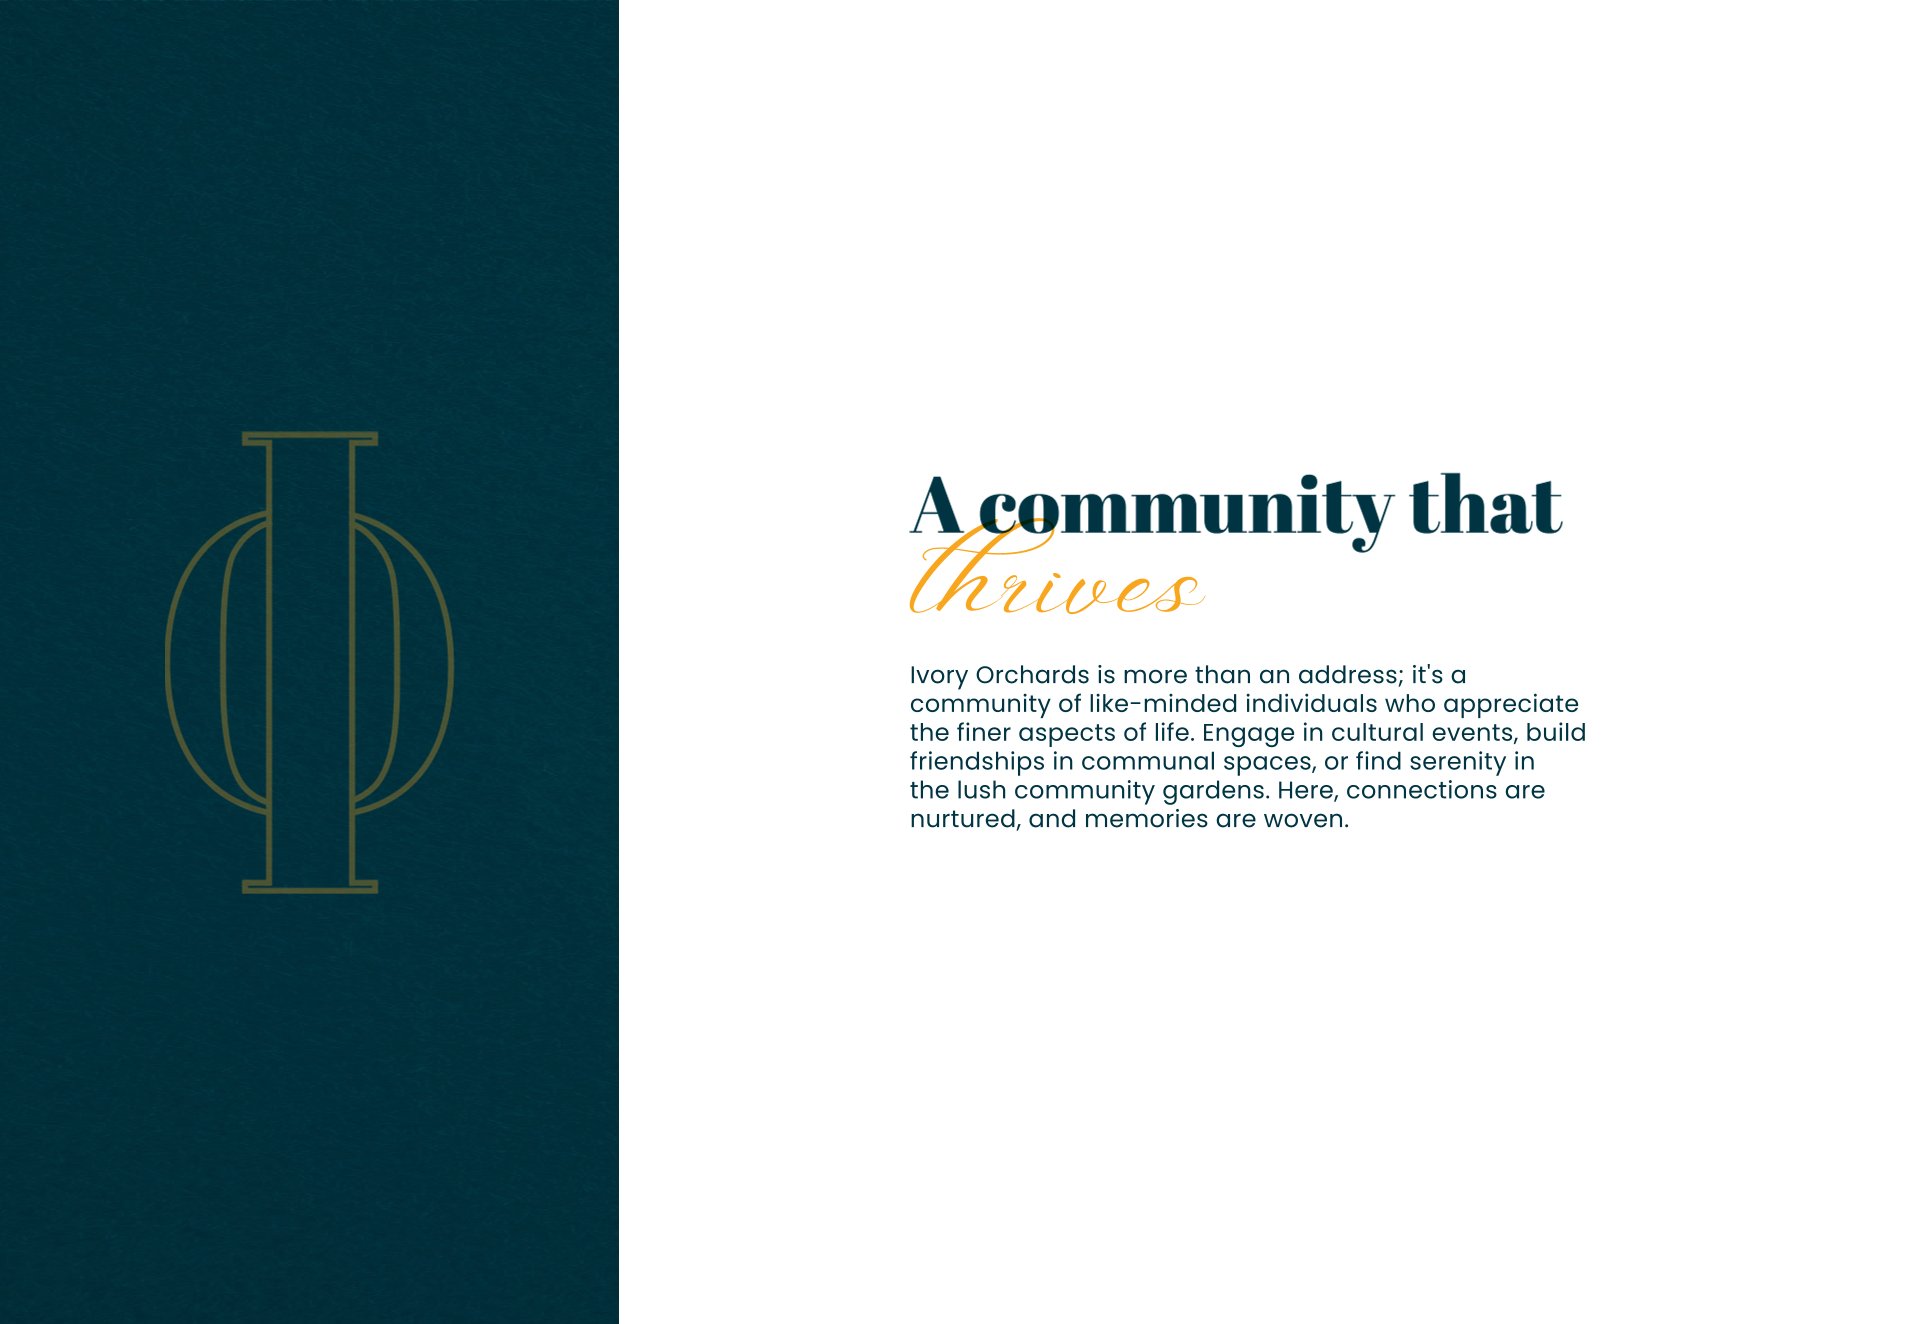 A community that
thrives
Ivory Orchards is more than an address; it's a
community of like-minded individuals who appreciate
the finer aspects of life. Engage in cultural events, build
friendships in communal spaces, or find serenity in
the lush community gardens. Here, connections are
nurtured, and memories are woven.